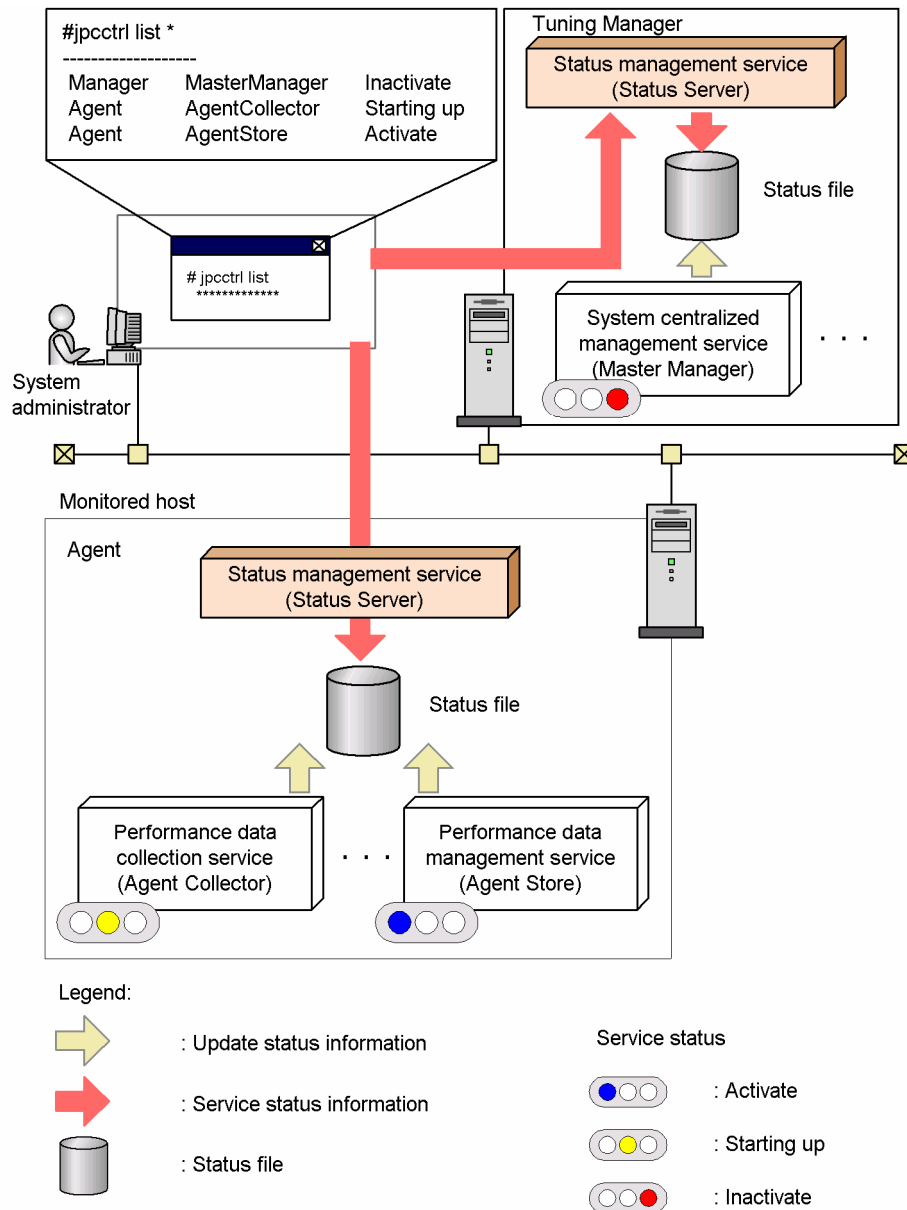 #jpcctrl list *
-------------------
Manager MasterManager Inactivate
Agent AgentCollector Starting up
Agent AgentStore Activate
# jpcctrl list
*************
System
administrator
Tuning Manager
Status management service
(Status Server)
Status file
System centralized
management service
(Master Manager)
. . .
Monitored host
Agent
Status management service
(Status Server)
Status file
Performance data
collection service
(Agent Collector)
. . .
Performance data
management service
(Agent Store)
Legend:
: Update status information
: Service status information
: Status file
Service status
: Activate
: Starting up
: Inactivate